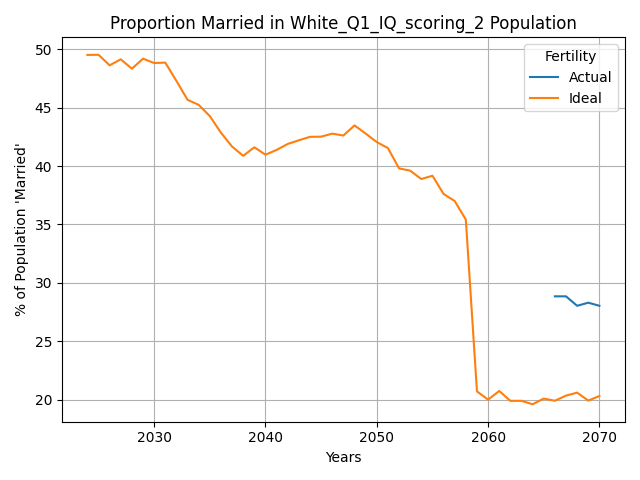 Proportion Married in White_Q1_IQ_scoring_2 Population
Fertility
Actual
Ideal
% of Population 'Married'
50
45
40
35
30
25
20
2030
2040
2050
2060
2070
Years